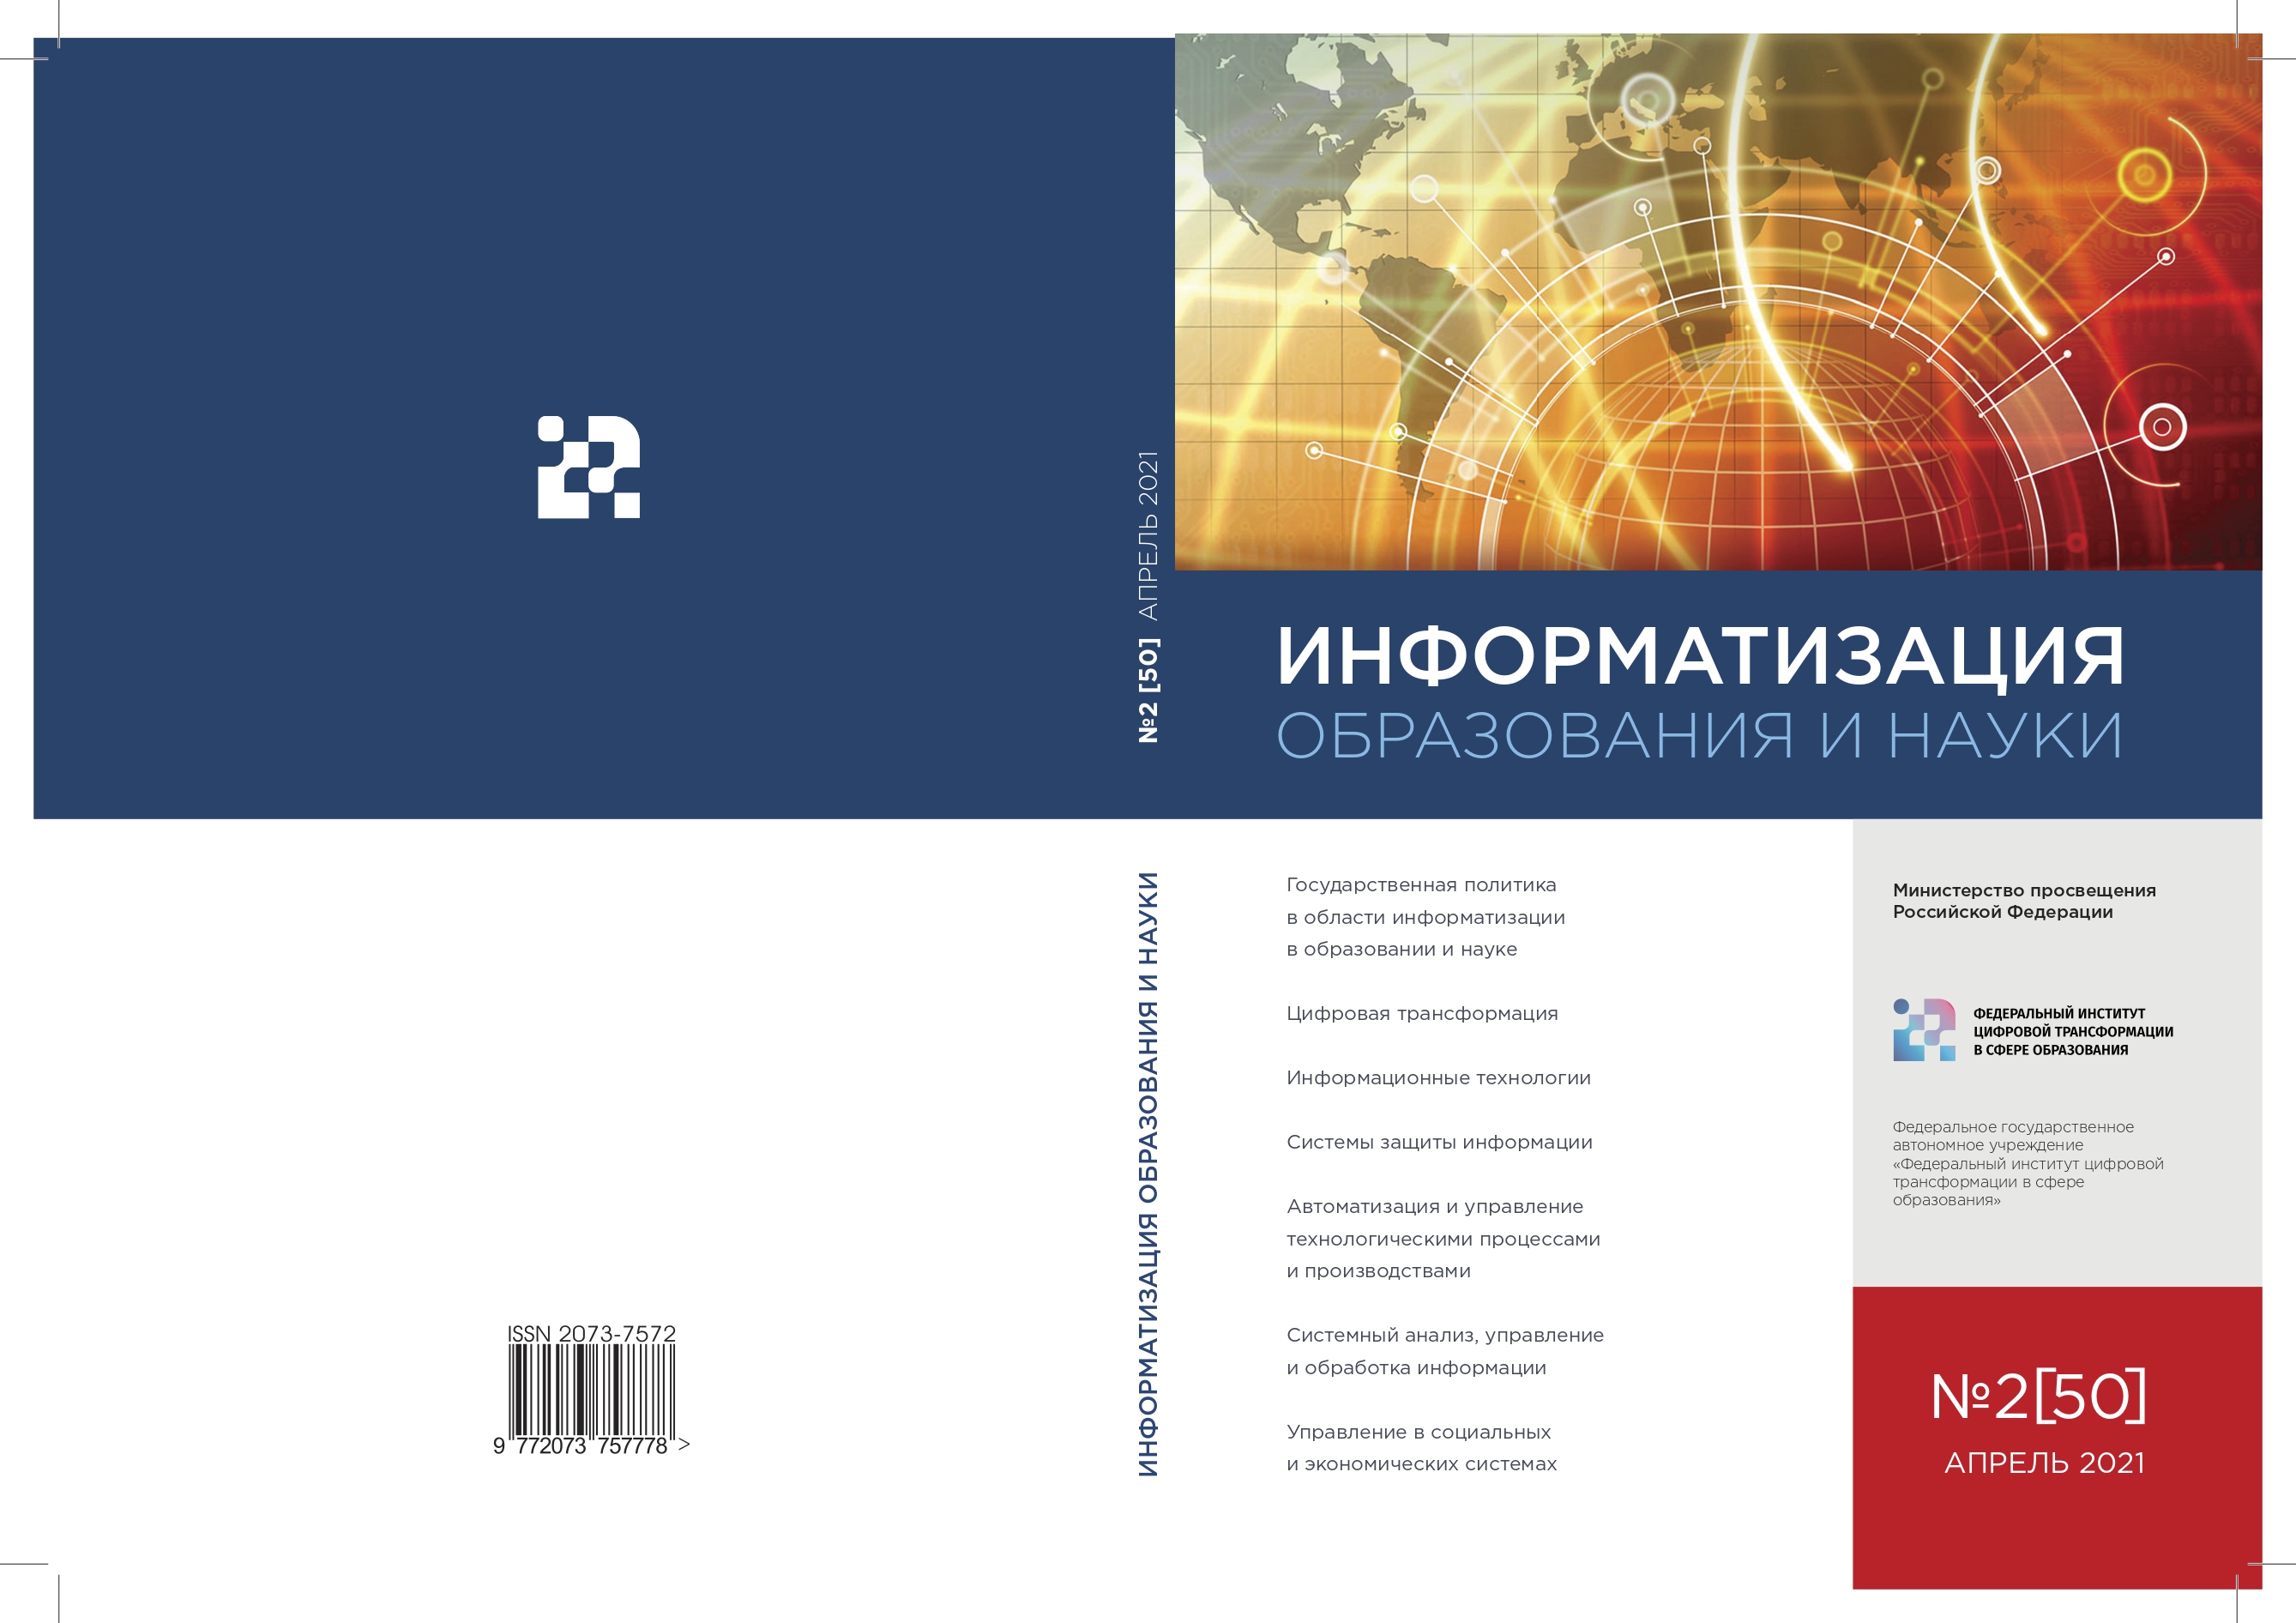 ISSN 2073-7572
9 772073 757778 >
№2 [50] АПРЕЛЬ 2021
ИНФОРМАТИЗАЦИЯ ОБРАЗОВАНИЯ И НАУКИ
ИНФОРМАТИЗАЦИЯ
ОБРАЗОВАНИЯ И НАУКИ
Государственная политика
в области информатизации
в образовании и науке
Цифровая трансформация
Информационные технологии
Системы защиты информации
Автоматизация и управление
технологическими процессами
и производствами
Системный анализ, управление
и обработка информации
Управление в социальных
и экономических системах
Министерство просвещения
Российской Федерации
ФЕДЕРАЛЬНЫЙ ИНСТИТУТ
ЦИФРОВОЙ ТРАНСФОРМАЦИИ
В СФЕРЕ ОБРАЗОВАНИЯ
Федеральное государственное
автономное учреждение
«Федеральный институт цифровой
трансформации в сфере
образования»
№2[50]
АПРЕЛЬ 2021